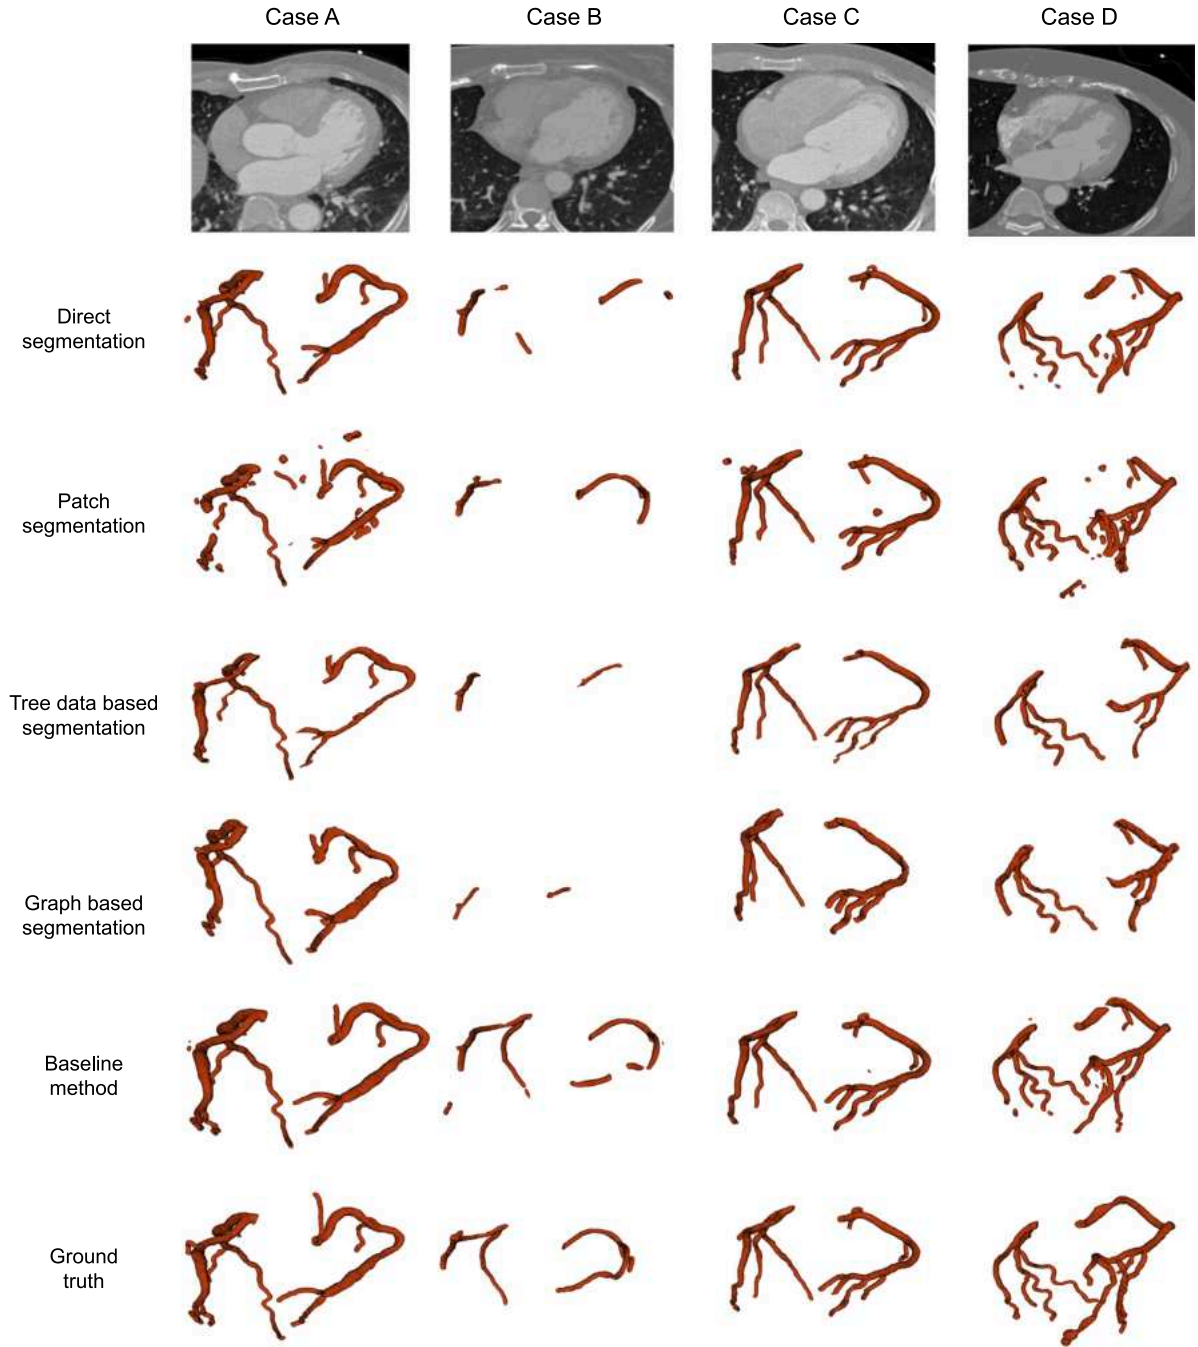 Case A
Case B
Case C
Case D
Direct
segmentation
Patch
segmentation
Tree data based
segmentation
Graph based
segmentation
Baseline
method
Ground
truth